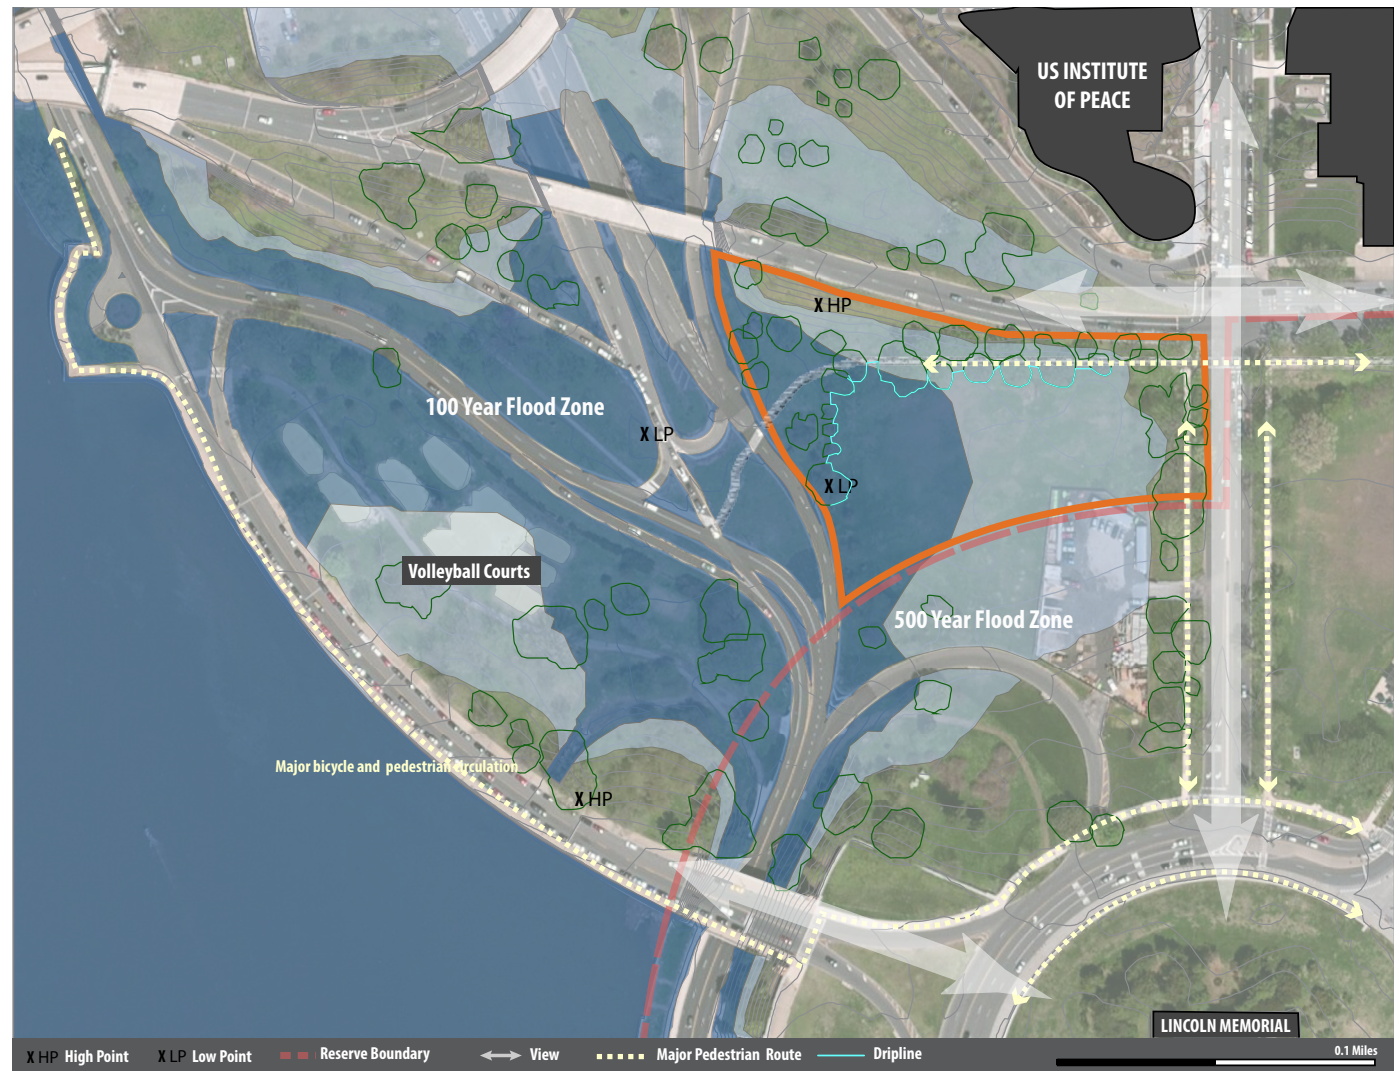 US INSTITUTE
OF PEACE
X HP
100 Year Flood Zone
X LP
X LP
Volleyball Courts
500 Year Flood Zone
Major bicycle and pedestrian circulation
X HP
LINCOLN MEMORIAL
X HP High Point
X LP Low Point
Reserve Boundary
View
Major Pedestrian Route
Dripline
0.1 Miles